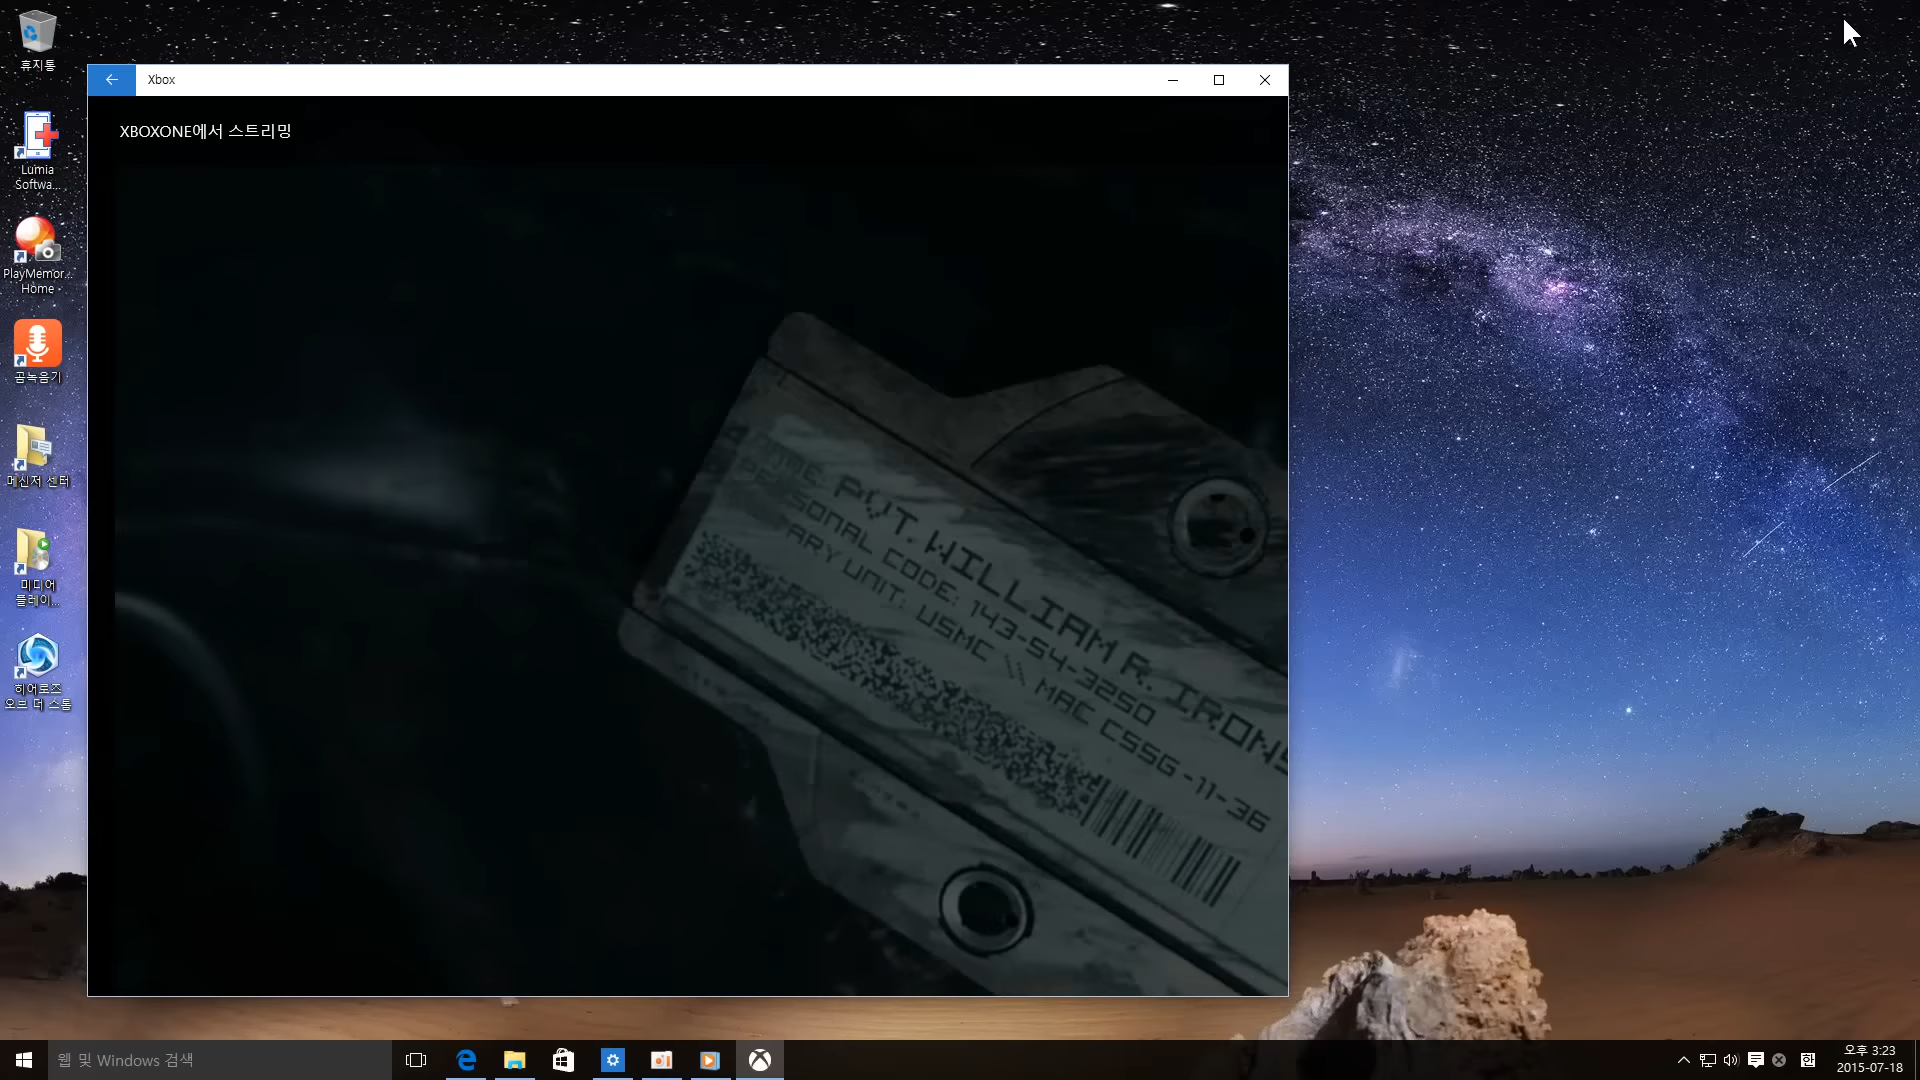 휴지통
Lumia
Softwa...
PlayMemor...
Home
곰녹음기
메신저 센터
미디어
플레이...
히어로즈
오브 더 스톰
Xbox
XBOXONE에서 스트리밍
NAME: PVT. WILLIAM R. IRONS
PERSONAL CODE: 143-54-3250
ARY UNIT: USMC \\ MAC CSSG-11-36
웹 및 Windows 검색
한
오후 3:23
2015-07-18